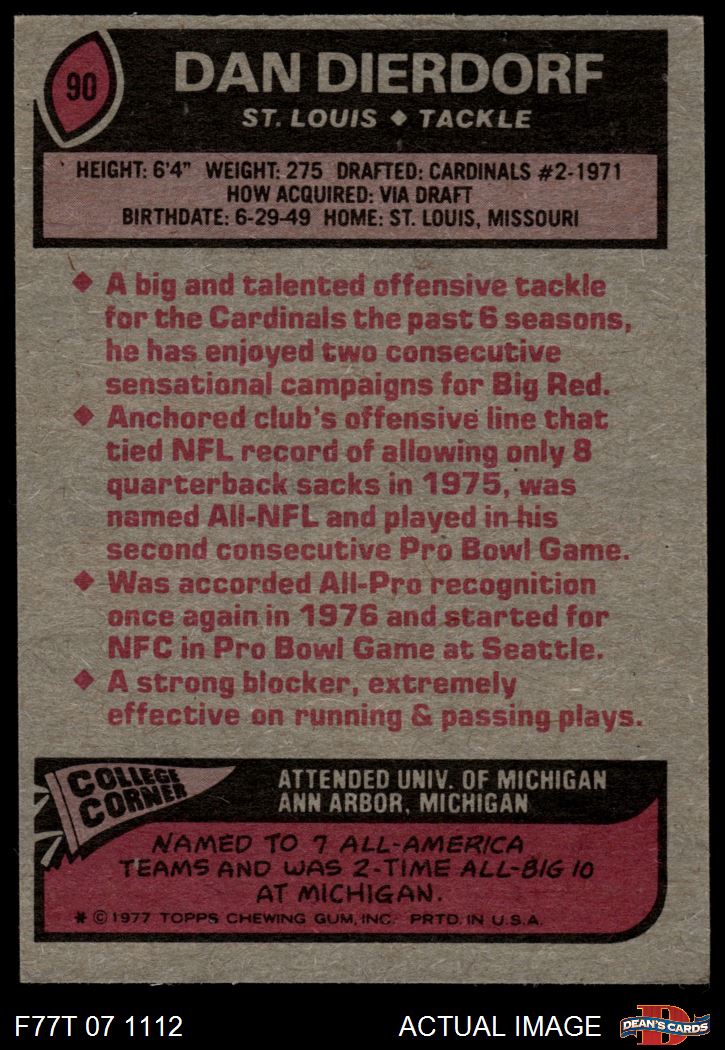 90
DAN DIERDORF
ST. LOUIS ◆ TACKLE
HEIGHT: 6'4" WEIGHT: 275 DRAFTED: CARDINALS #2-1971
HOW ACQUIRED: VIA DRAFT
BIRTHDATE: 6-29-49 HOME: ST. LOUIS, MISSOURI
◆ A big and talented offensive tackle
for the Cardinals the past 6 seasons,
he has enjoyed two consecutive
sensational campaigns for Big Red.
◆ Anchored club's offensive line that
tied NFL record of allowing only 8
quarterback sacks in 1975, was
named All-NFL and played in his
second consecutive Pro Bowl Game.
◆ Was accorded All-Pro recognition
once again in 1976 and started for
NFC in Pro Bowl Game at Seattle.
◆ A strong blocker, extremely
effective on running & passing plays.
COLLEGE
CORNER
ATTENDED UNIV. OF MICHIGAN
ANN ARBOR, MICHIGAN
NAMED TO 7 ALL-AMERICA
TEAMS AND WAS 2-TIME ALL-BIG 10
AT MICHIGAN.
* © 1977 TOPPS CHEWING GUM, INC. PRTD. IN U.S.A.
F77T 07 1112
ACTUAL IMAGE
D
DEAN'S CARDS